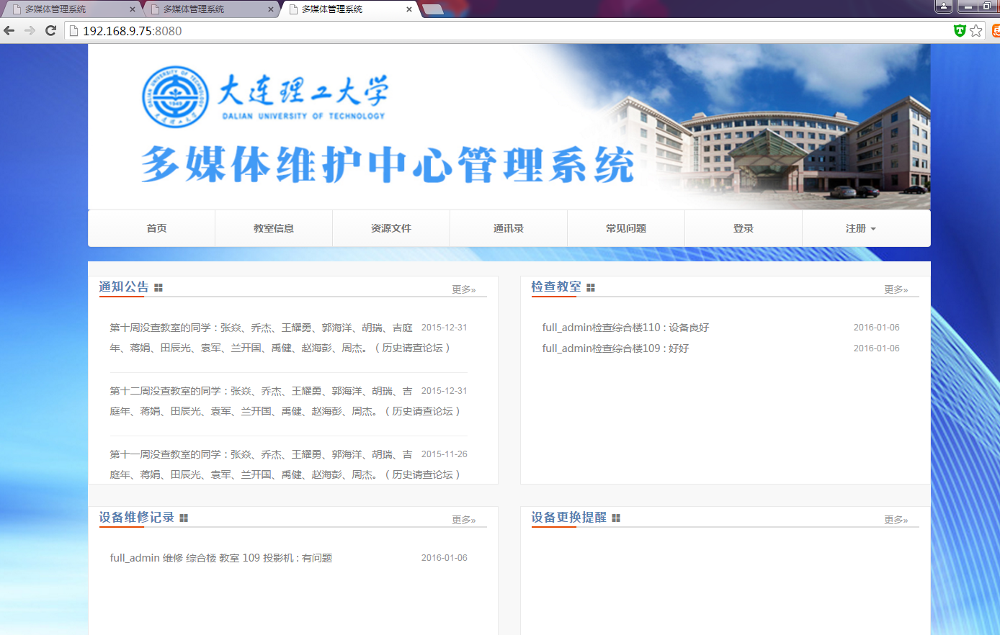 多媒体管理系统
多媒体管理系统
多媒体管理系统
192.168.9.75:8080
大连理工大学
DALIAN UNIVERSITY OF TECHNOLOGY
多媒体维护中心管理系统
首页 教室信息 资源文件 通讯录 常见问题 登录 注册
通知公告 更多»
第十周没查教室的同学：张焱、乔杰、王耀勇、郭海洋、胡瑞、吉庭 2015-12-31
年、蒋娟、田辰光、袁军、兰开国、禹健、赵海彭、周杰。（历史请查论坛）
第十二周没查教室的同学：张焱、乔杰、王耀勇、郭海洋、胡瑞、吉 2015-12-31
庭年、蒋娟、田辰光、袁军、兰开国、禹健、赵海彭、周杰。（历史请查论坛）
第十一周没查教室的同学：张焱、乔杰、王耀勇、郭海洋、胡瑞、吉 2015-11-26
庭年、蒋娟、田辰光、袁军、兰开国、禹健、赵海彭、周杰。（历史请查论坛）
检查教室 更多»
full_admin检查综合楼110 : 设备良好 2016-01-06
full_admin检查综合楼109 : 好好 2016-01-06
设备维修记录 更多»
full_admin 维修 综合楼 教室 109 投影机 : 有问题 2016-01-06
设备更换提醒 更多»